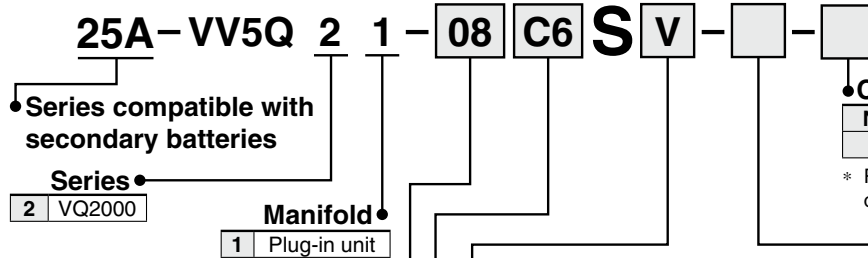 25A–VV5Q 2 1 – 08 C6 S V – –
Series compatible with
secondary batteries
Series
2 VQ2000
Manifold
1 Plug-in unit
*